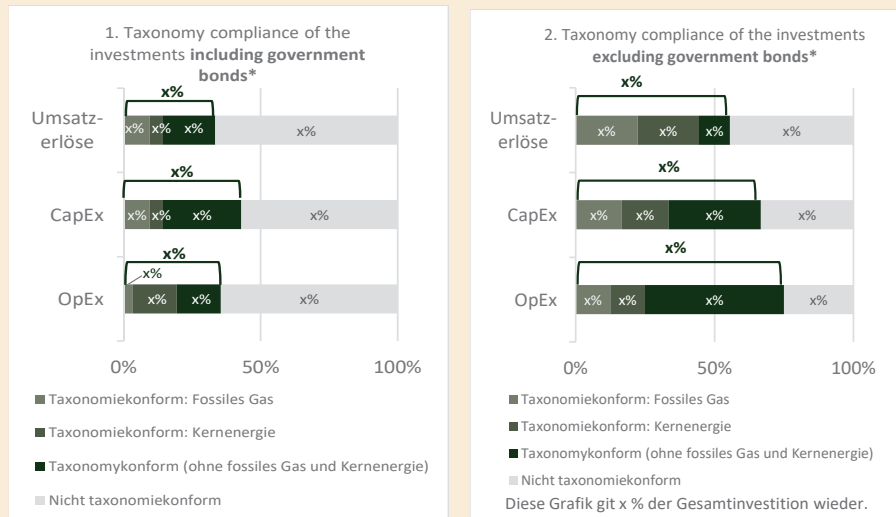 1. Taxonomy compliance of the
investments including government
bonds*
x%
Umsatz-
erlöse
x% x% x% x%
x%
CapEx
x% x% x% x%
x%
x%
OpEx
x% x% x%
0% 50% 100%
Taxonomiekonform: Fossiles Gas
Taxonomiekonform: Kernenergie
Taxonomykonform (ohne fossiles Gas und Kernenergie)
Nicht taxonomiekonform
2. Taxonomy compliance of the investments
excluding government bonds*
x%
Umsatz-
erlöse
x% x% x% x%
x%
CapEx
x% x% x% x%
x%
OpEx
x% x% x% x%
0% 50% 100%
Taxonomiekonform: Fossiles Gas
Taxonomiekonform: Kernenergie
Taxonomykonform (ohne fossiles Gas und Kernenergie)
Nicht taxonomiekonform
Diese Grafik git x % der Gesamtinvestition wieder.